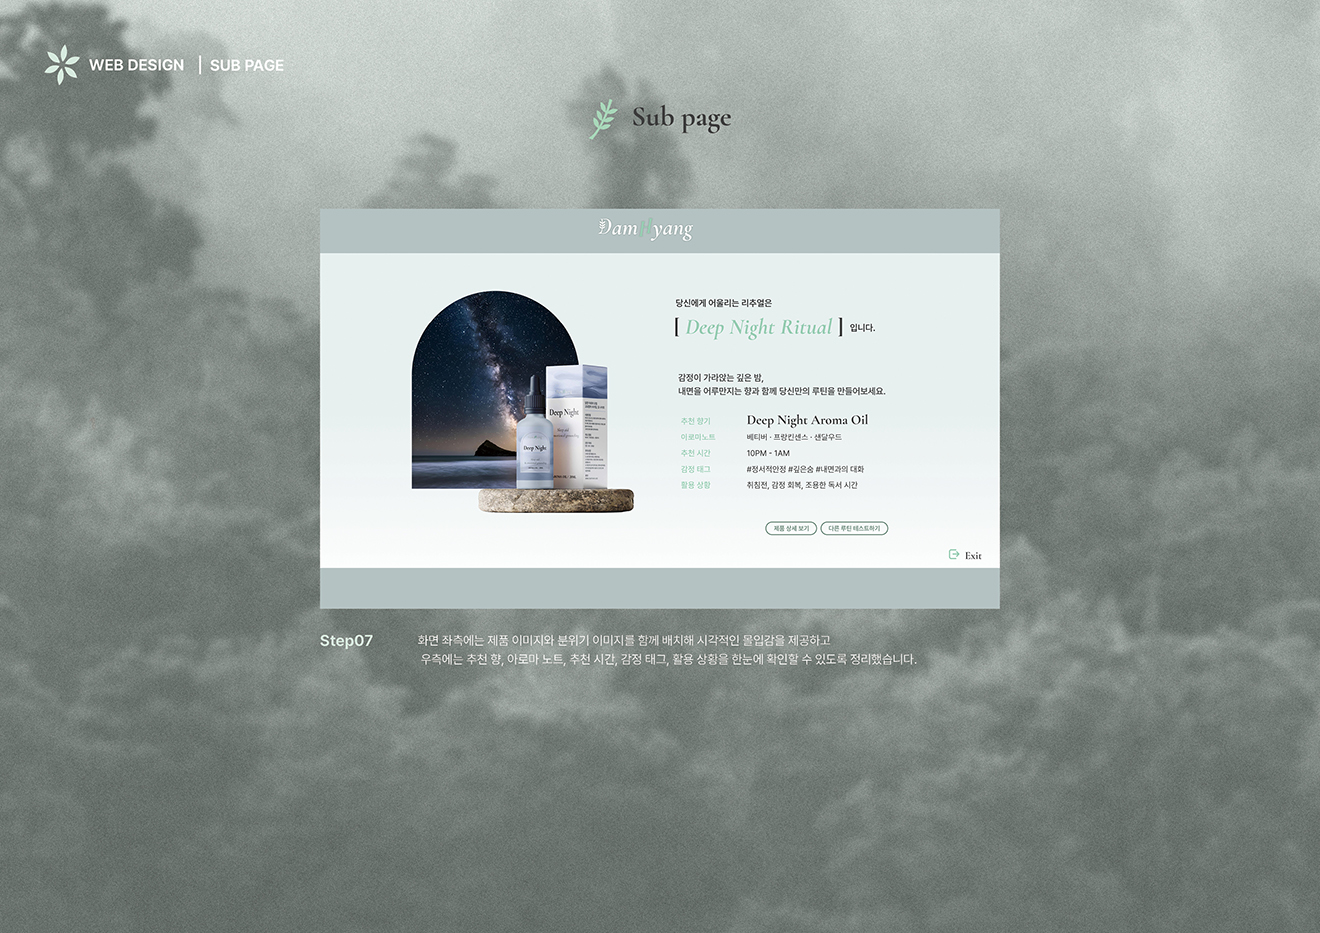 WEB DESIGN | SUB PAGE
Sub page
DamHyang
당신에게 어울리는 리추얼은
[ Deep Night Ritual ] 입니다.
감정이 가라앉는 깊은 밤,
내면을 어루만지는 향과 함께 당신만의 루틴을 만들어보세요.
추천 향기 Deep Night Aroma Oil
아로마노트 베티버 · 프랑킨센스 · 샌달우드
추천 시간 10PM - 1AM
감정 태그 #정서적안정 #깊은숨 #내면과의 대화
활용 상황 취침전, 감정 회복, 조용한 독서 시간
Deep Night
Deep Night
제품 상세 보기 다른 루틴 테스트하기
Exit
Step07 화면 좌측에는 제품 이미지와 분위기 이미지를 함께 배치해 시각적인 몰입감을 제공하고
우측에는 추천 향, 아로마 노트, 추천 시간, 감정 태그, 활용 상황을 한눈에 확인할 수 있도록 정리했습니다.